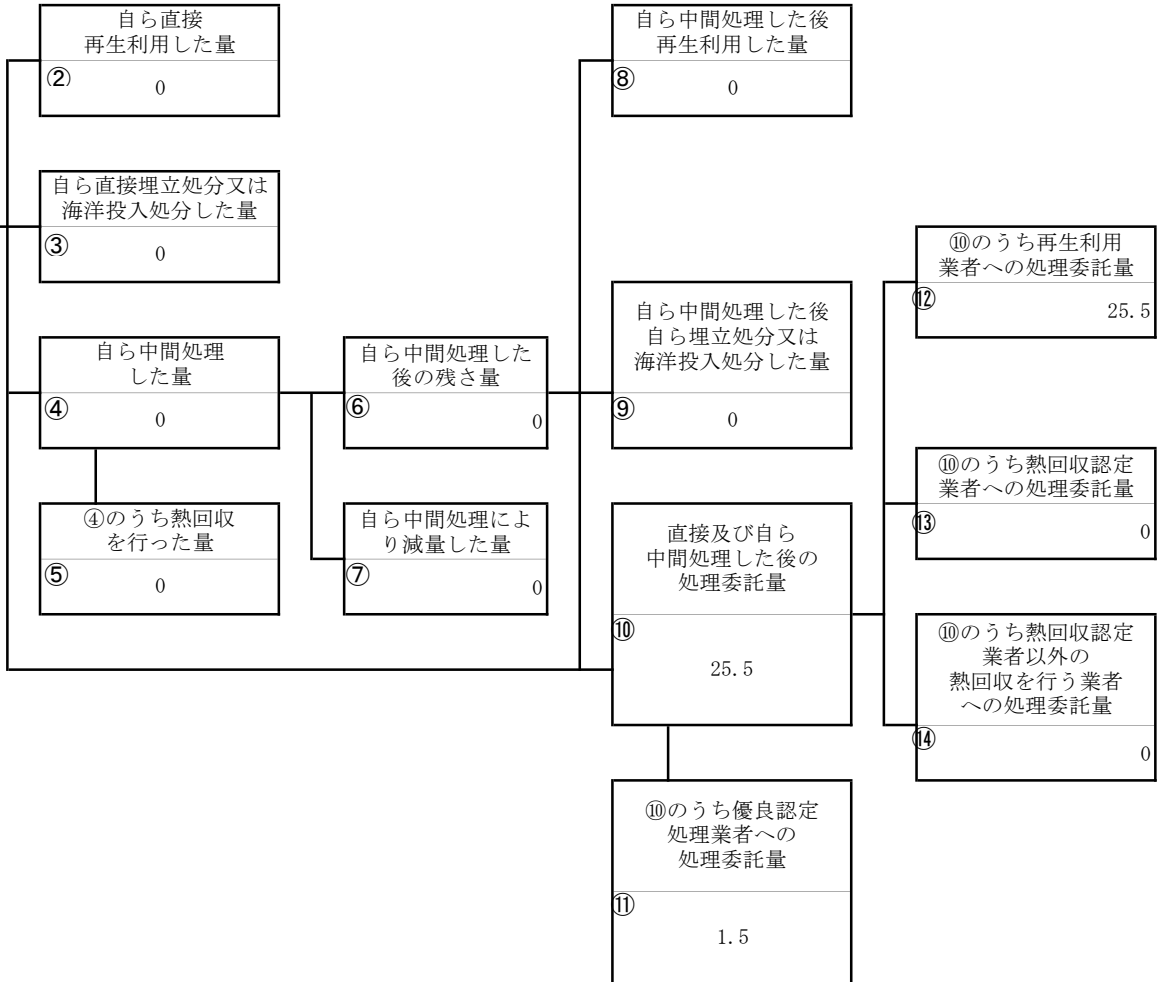 自ら直接
再生利用した量
②
0
自ら中間処理した後
再生利用した量
⑧
0
自ら直接埋立処分又は
海洋投入処分した量
③
0
⑩のうち再生利用
業者への処理委託量
⑫
25.5
自ら中間処理した後
自ら埋立処分又は
海洋投入処分した量
⑨
0
自ら中間処理
した量
④
0
自ら中間処理した
後の残さ量
⑥
0
⑩のうち熱回収認定
業者への処理委託量
⑬
0
④のうち熱回収
を行った量
⑤
0
自ら中間処理によ
り減量した量
⑦
0
直接及び自ら
中間処理した後の
処理委託量
⑩
25.5
⑩のうち熱回収認定
業者以外の
熱回収を行う業者
への処理委託量
⑭
0
⑩のうち優良認定
処理業者への
処理委託量
⑪
1.5